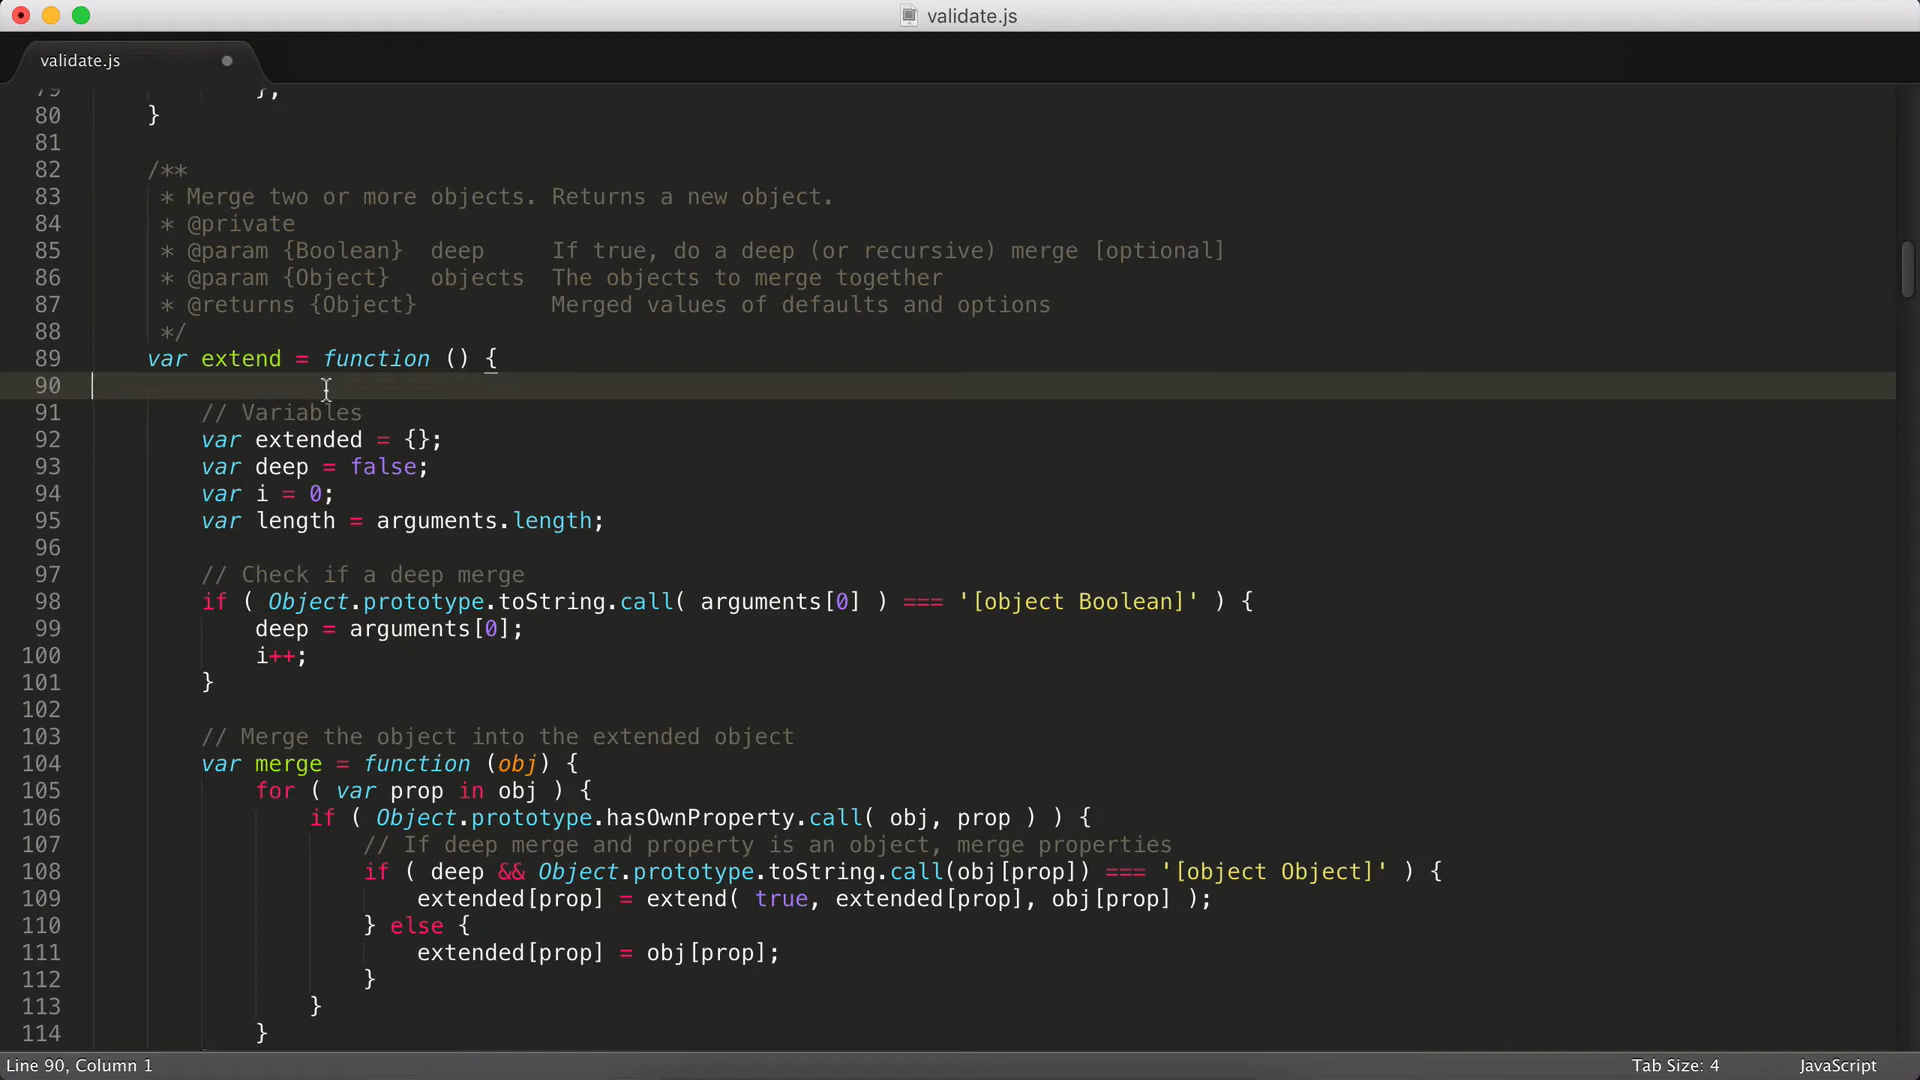 validate.js
validate.js
79 },
80 }
81
82 /**
83 * Merge two or more objects. Returns a new object.
84 * @private
85 * @param {Boolean} deep If true, do a deep (or recursive) merge [optional]
86 * @param {Object} objects The objects to merge together
87 * @returns {Object} Merged values of defaults and options
88 */
89 var extend = function () {
90
91 // Variables
92 var extended = {};
93 var deep = false;
94 var i = 0;
95 var length = arguments.length;
96
97 // Check if a deep merge
98 if ( Object.prototype.toString.call( arguments[0] ) === '[object Boolean]' ) {
99 deep = arguments[0];
100 i++;
101 }
102
103 // Merge the object into the extended object
104 var merge = function (obj) {
105 for ( var prop in obj ) {
106 if ( Object.prototype.hasOwnProperty.call( obj, prop ) ) {
107 // If deep merge and property is an object, merge properties
108 if ( deep && Object.prototype.toString.call(obj[prop]) === '[object Object]' ) {
109 extended[prop] = extend( true, extended[prop], obj[prop] );
110 } else {
111 extended[prop] = obj[prop];
112 }
113 }
114 }
Line 90, Column 1 Tab Size: 4 JavaScript